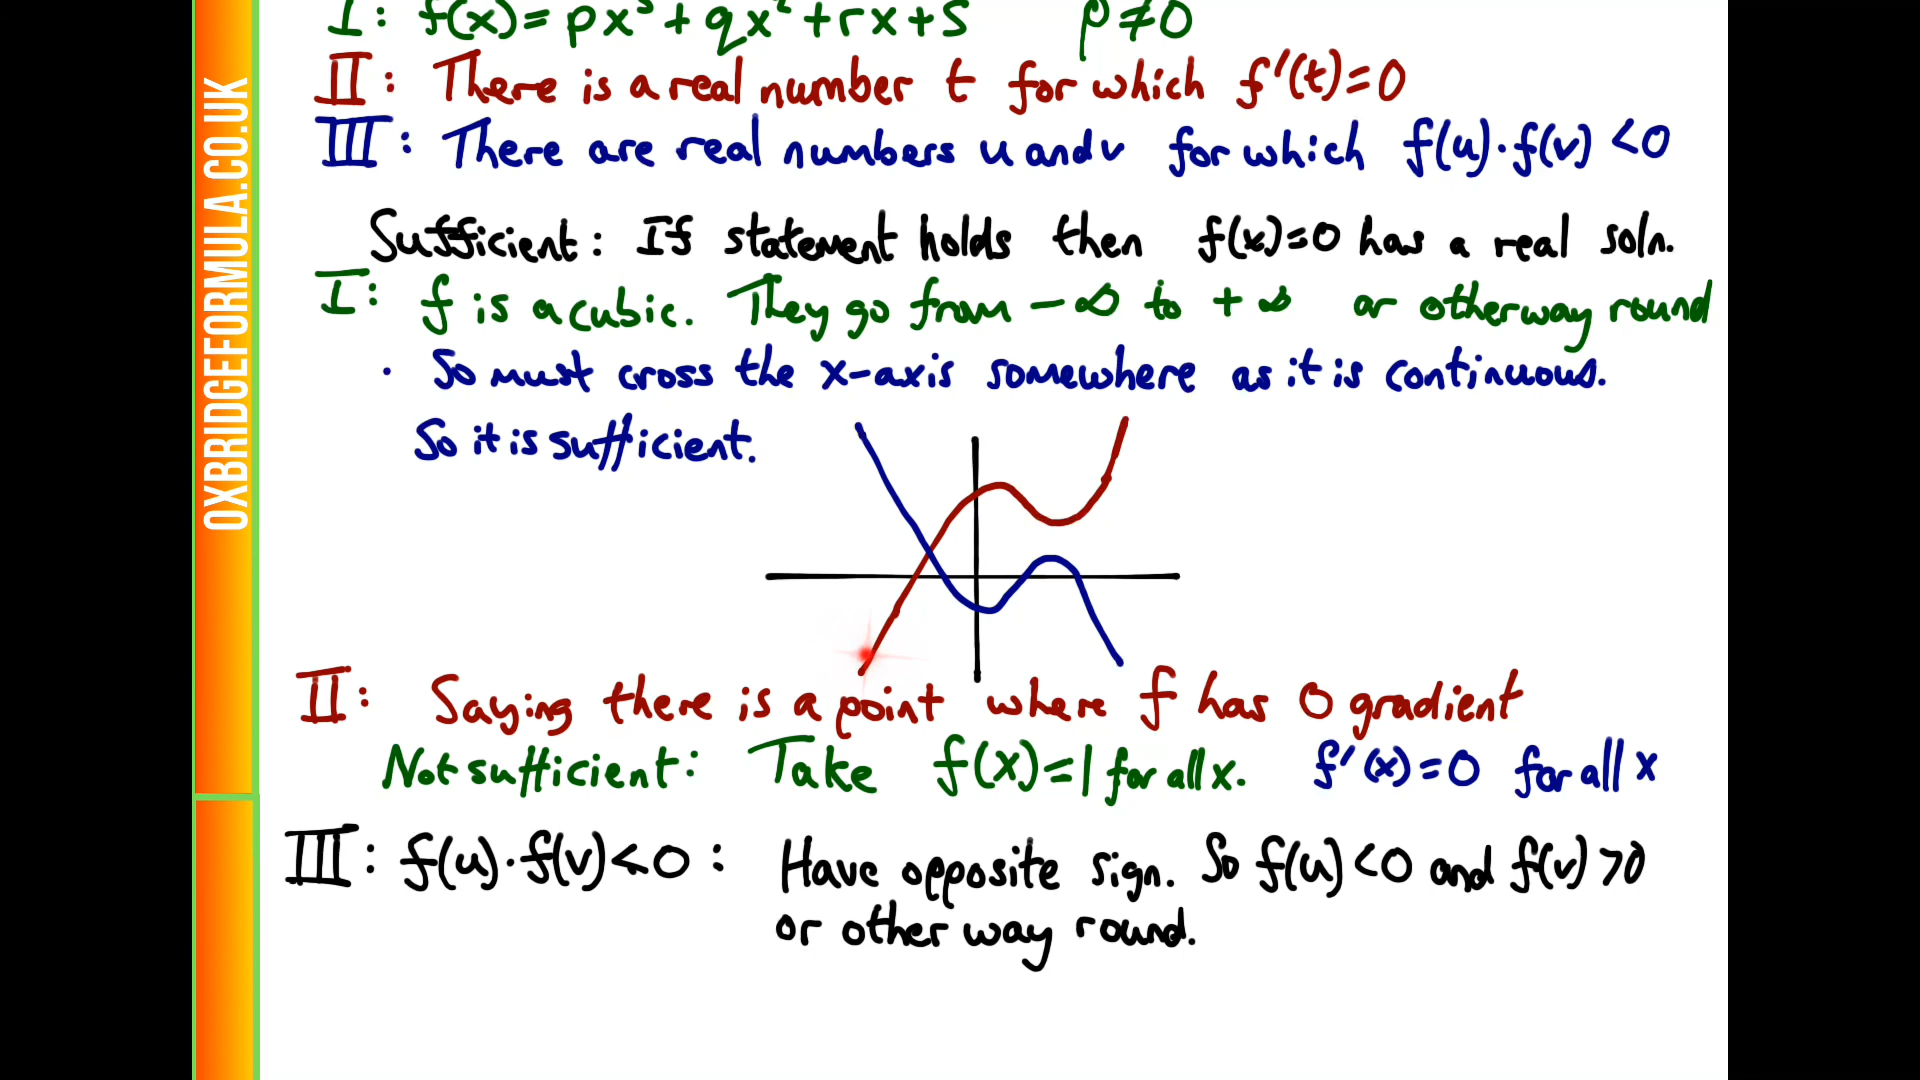 OXBRIDGEFORMULA.CO.UK
I: f(x)=px³+qx²+rx+s p≠0
II: There is a real number t for which f'(t)=0
III: There are real numbers u and v for which f(u)·f(v)<0
Sufficient: If statement holds then f(x)=0 has a real soln.
I: f is a cubic. They go from -∞ to +∞ or otherway round
· So must cross the x-axis somewhere as it is continuous.
So it is sufficient.
II: Saying there is a point where f has 0 gradient
Not sufficient: Take f(x)=1 for all x. f'(x)=0 for all x
III: f(u)·f(v)<0: Have opposite sign. So f(u)<0 and f(v)>0
or other way round.